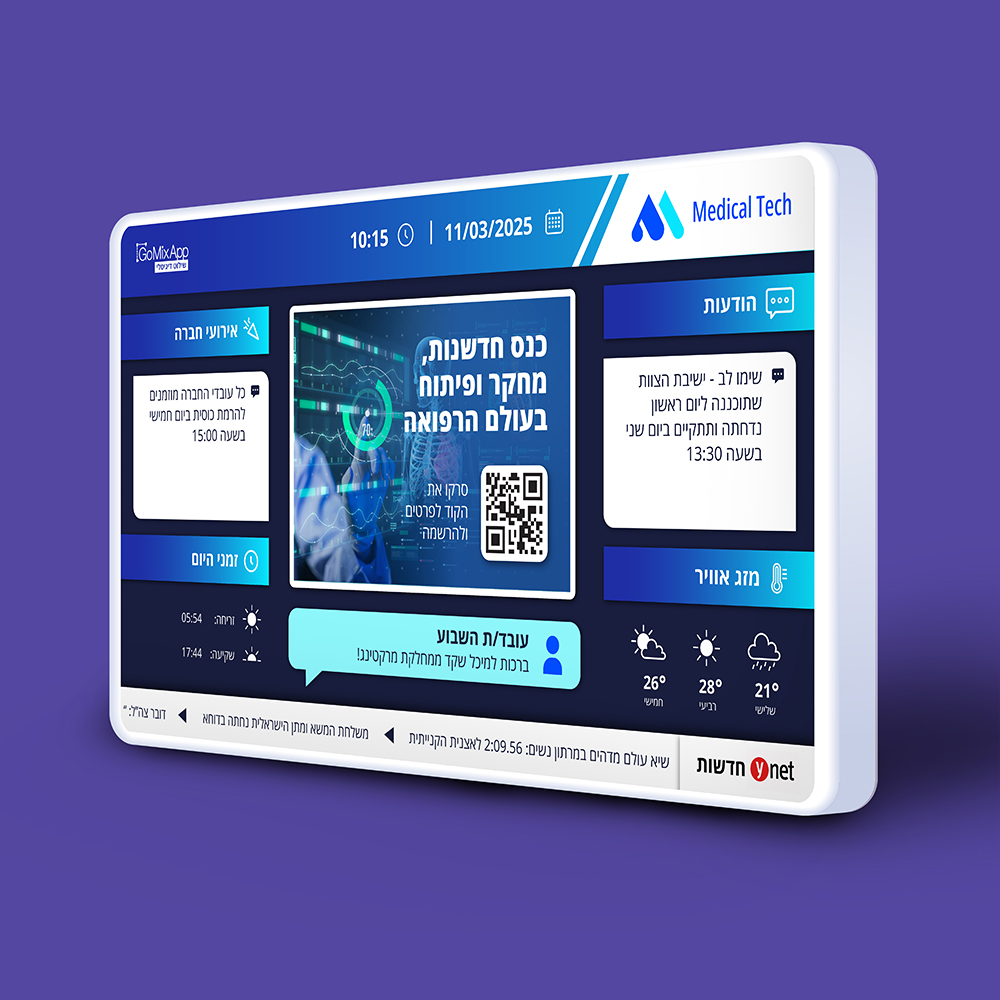 Medical Tech
11/03/2025 | 10:15
GoMixApp
שילוט דיגיטלי
הודעות
שימו לב - ישיבת הצוות
שתוכננה ליום ראשון
נדחתה ותתקיים ביום שני
בשעה 13:30
מזג אוויר
21°
שלישי
28°
רביעי
26°
חמישי
כנס חדשנות,
מחקר ופיתוח
בעולם הרפואה
סרקו את
הקוד לפרטים
ולהרשמה
עובד/ת השבוע
ברכות למיכל שקד ממחלקת מרקטינג!
אירועי חברה
כל עובדי החברה מוזמנים
להרמת כוסית ביום חמישי
בשעה 15:00
זמני היום
זריחה: 05:54
שקיעה: 17:44
ynet חדשות
שיא עולם מדהים במרתון נשים: 2:09.56 לאצנית הקנייתית ◀ משלחת המשא ומתן הישראלית נחתה בדוחא ◀ דובר צה"ל: "